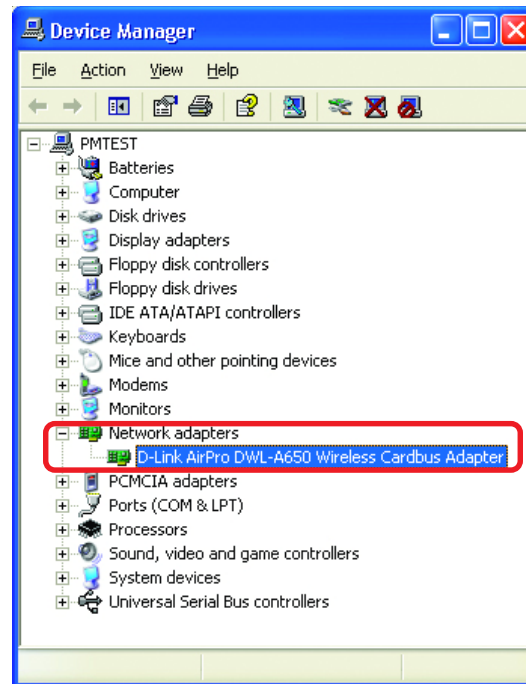 Device Manager
File Action View Help
PMTEST
Batteries
Computer
Disk drives
Display adapters
Floppy disk controllers
Floppy disk drives
IDE ATA/ATAPI controllers
Keyboards
Mice and other pointing devices
Modems
Monitors
Network adapters
D-Link AirPro DWL-A650 Wireless Cardbus Adapter
PCMCIA adapters
Ports (COM & LPT)
Processors
Sound, video and game controllers
System devices
Universal Serial Bus controllers